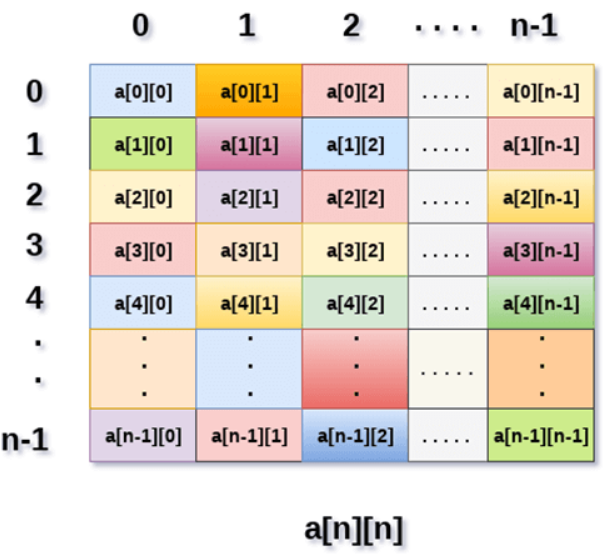 0 1 2 .... n-1
0 a[0][0] a[0][1] a[0][2] ..... a[0][n-1]
1 a[1][0] a[1][1] a[1][2] ..... a[1][n-1]
2 a[2][0] a[2][1] a[2][2] ..... a[2][n-1]
3 a[3][0] a[3][1] a[3][2] ..... a[3][n-1]
4 a[4][0] a[4][1] a[4][2] ..... a[4][n-1]
. . . . .
. . . . ..... .
. . . .
n-1 a[n-1][0] a[n-1][1] a[n-1][2] ..... a[n-1][n-1]
a[n][n]